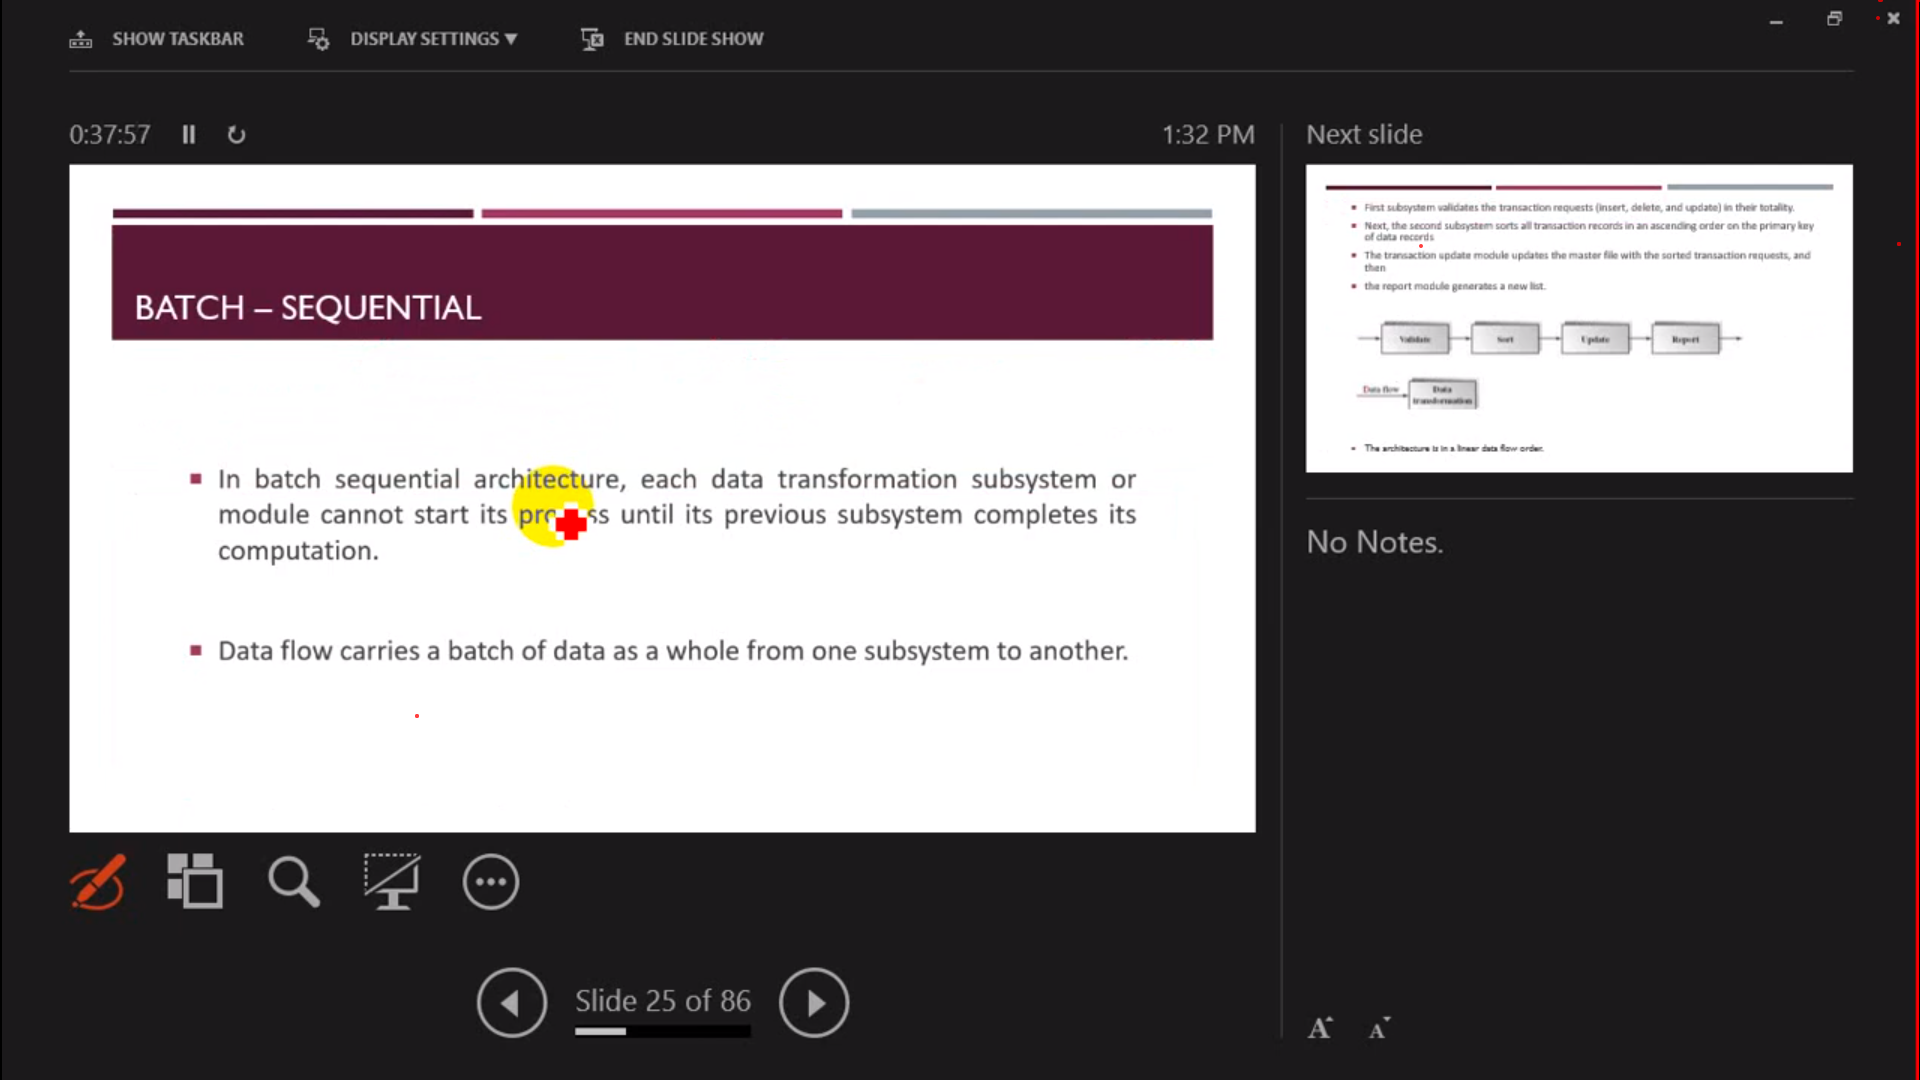 SHOW TASKBAR
DISPLAY SETTINGS ▼
END SLIDE SHOW
0:37:57
1:32 PM
BATCH – SEQUENTIAL
▪ In batch sequential architecture, each data transformation subsystem or
module cannot start its until its previous subsystem completes its
computation.
▪ Data flow carries a batch of data as a whole from one subsystem to another.
Slide 25 of 86
Next slide
▪ First subsystem validates the transaction requests (insert, delete, and update) in their totality.
▪ Next, the second subsystem sorts all transaction records in an ascending order on the primary key
of data records
▪ The transaction update module updates the master file with the sorted transaction requests, and
then
▪ the report module generates a new list.
Validate
Sort
Update
Report
Data flow
Data
transformation
▪ The architecture is in a linear data flow order.
No Notes.
A A